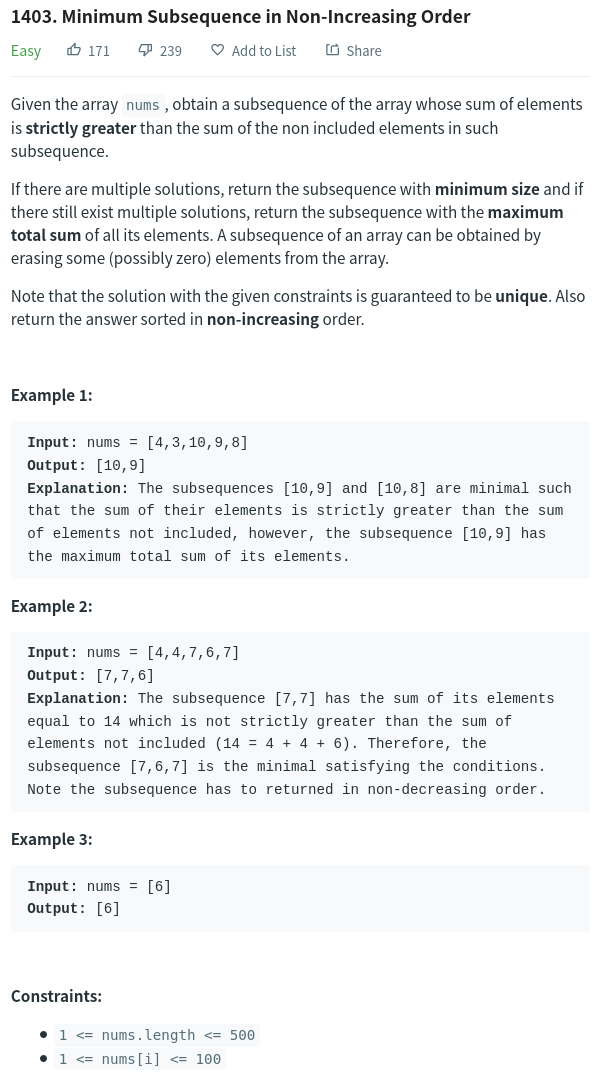 1403. Minimum Subsequence in Non-Increasing Order
Easy 171 239 Add to List Share
Given the array nums, obtain a subsequence of the array whose sum of elements
is strictly greater than the sum of the non included elements in such
subsequence.
If there are multiple solutions, return the subsequence with minimum size and if
there still exist multiple solutions, return the subsequence with the maximum
total sum of all its elements. A subsequence of an array can be obtained by
erasing some (possibly zero) elements from the array.
Note that the solution with the given constraints is guaranteed to be unique. Also
return the answer sorted in non-increasing order.
Example 1:
Input: nums = [4,3,10,9,8]
Output: [10,9]
Explanation: The subsequences [10,9] and [10,8] are minimal such
that the sum of their elements is strictly greater than the sum
of elements not included, however, the subsequence [10,9] has
the maximum total sum of its elements.
Example 2:
Input: nums = [4,4,7,6,7]
Output: [7,7,6]
Explanation: The subsequence [7,7] has the sum of its elements
equal to 14 which is not strictly greater than the sum of
elements not included (14 = 4 + 4 + 6). Therefore, the
subsequence [7,6,7] is the minimal satisfying the conditions.
Note the subsequence has to returned in non-decreasing order.
Example 3:
Input: nums = [6]
Output: [6]
Constraints:
1 <= nums.length <= 500
1 <= nums[i] <= 100